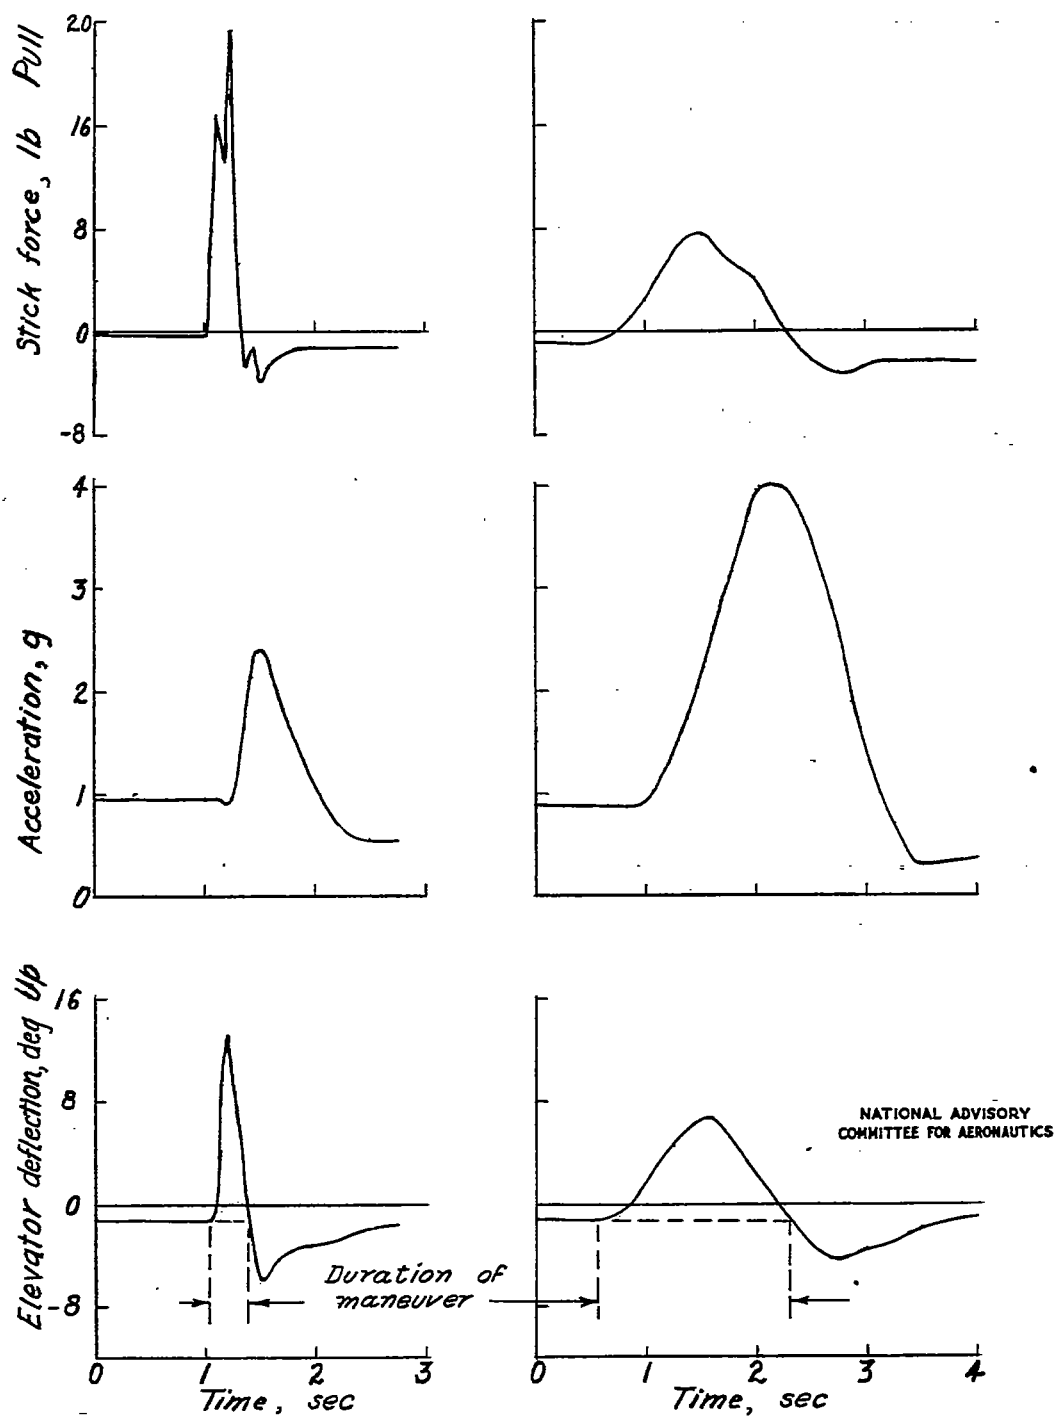 Stick force, lb Pull
20
16
8
0
-8
Acceleration, g
4
3
2
1
0
Elevator deflection, deg Up
16
8
0
-8
NATIONAL ADVISORY
COMMITTEE FOR AERONAUTICS
Duration of
maneuver
0 1 2 3
Time, sec
0 1 2 3 4
Time, sec